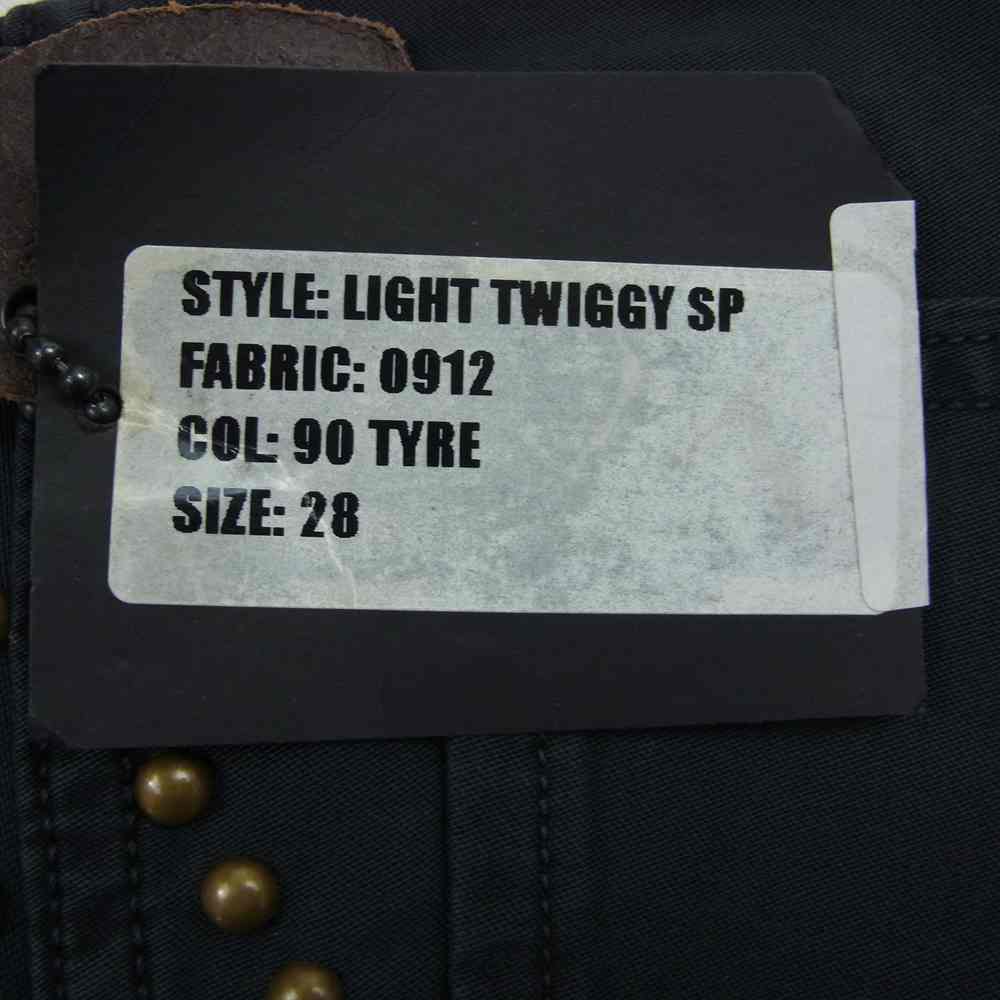 STYLE: LIGHT TWIGGY SP
FABRIC: 0912
COL: 90 TYRE
SIZE: 28